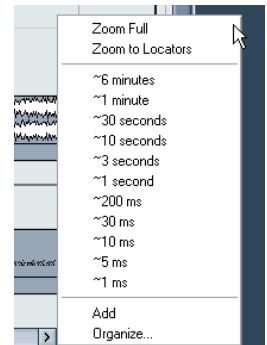 Zoom Full
Zoom to Locators
~6 minutes
~1 minute
~30 seconds
~10 seconds
~3 seconds
~1 second
~200 ms
~30 ms
~10 ms
~5 ms
~1 ms
Add
Organize...